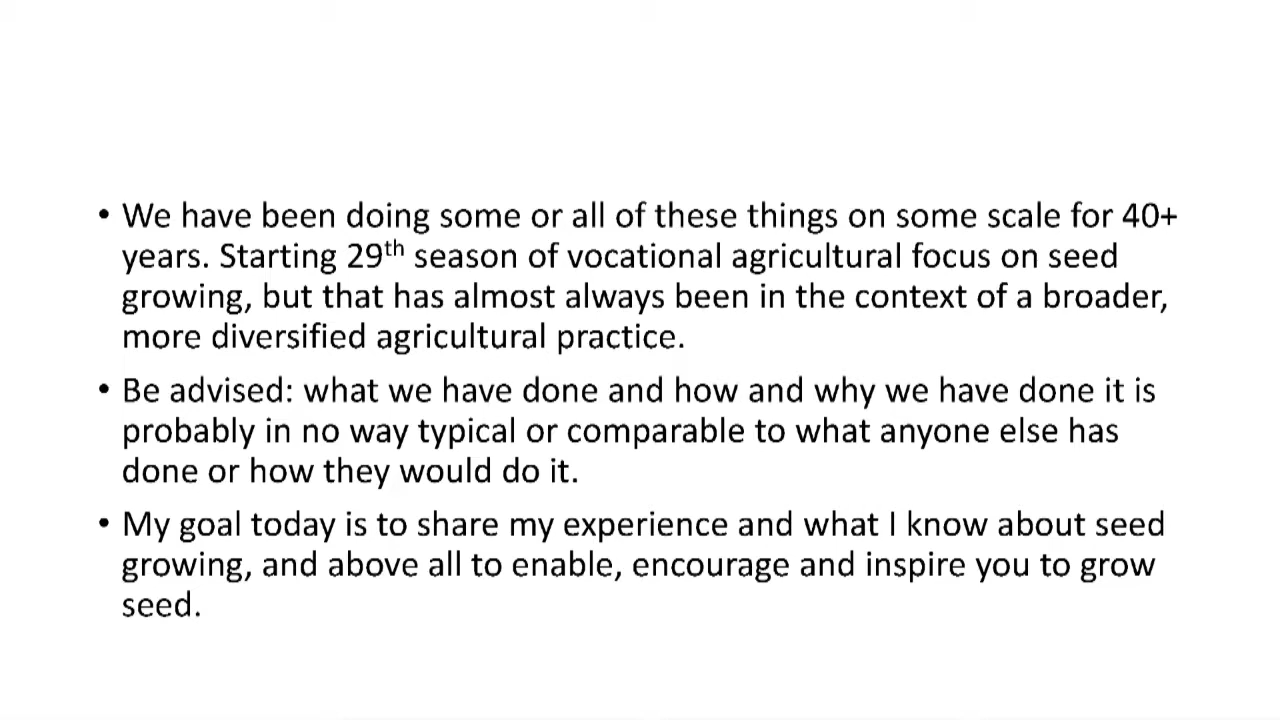 • We have been doing some or all of these things on some scale for 40+
years. Starting 29th season of vocational agricultural focus on seed
growing, but that has almost always been in the context of a broader,
more diversified agricultural practice.
• Be advised: what we have done and how and why we have done it is
probably in no way typical or comparable to what anyone else has
done or how they would do it.
• My goal today is to share my experience and what I know about seed
growing, and above all to enable, encourage and inspire you to grow
seed.